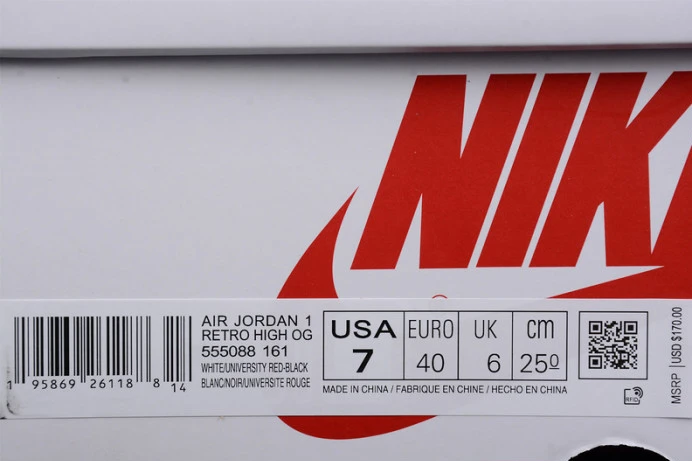 NIK
AIR JORDAN 1
RETRO HIGH OG
555088 161
WHITE/UNIVERSITY RED-BLACK
BLANC/NOIR/UNIVERSITE ROUGE
1 95869 26118 8 14
USA EURO UK cm
7 40 6 250
MADE IN CHINA / FABRIQUE EN CHINE / HECHO EN CHINA
RFID
MSRP | USD $170.00